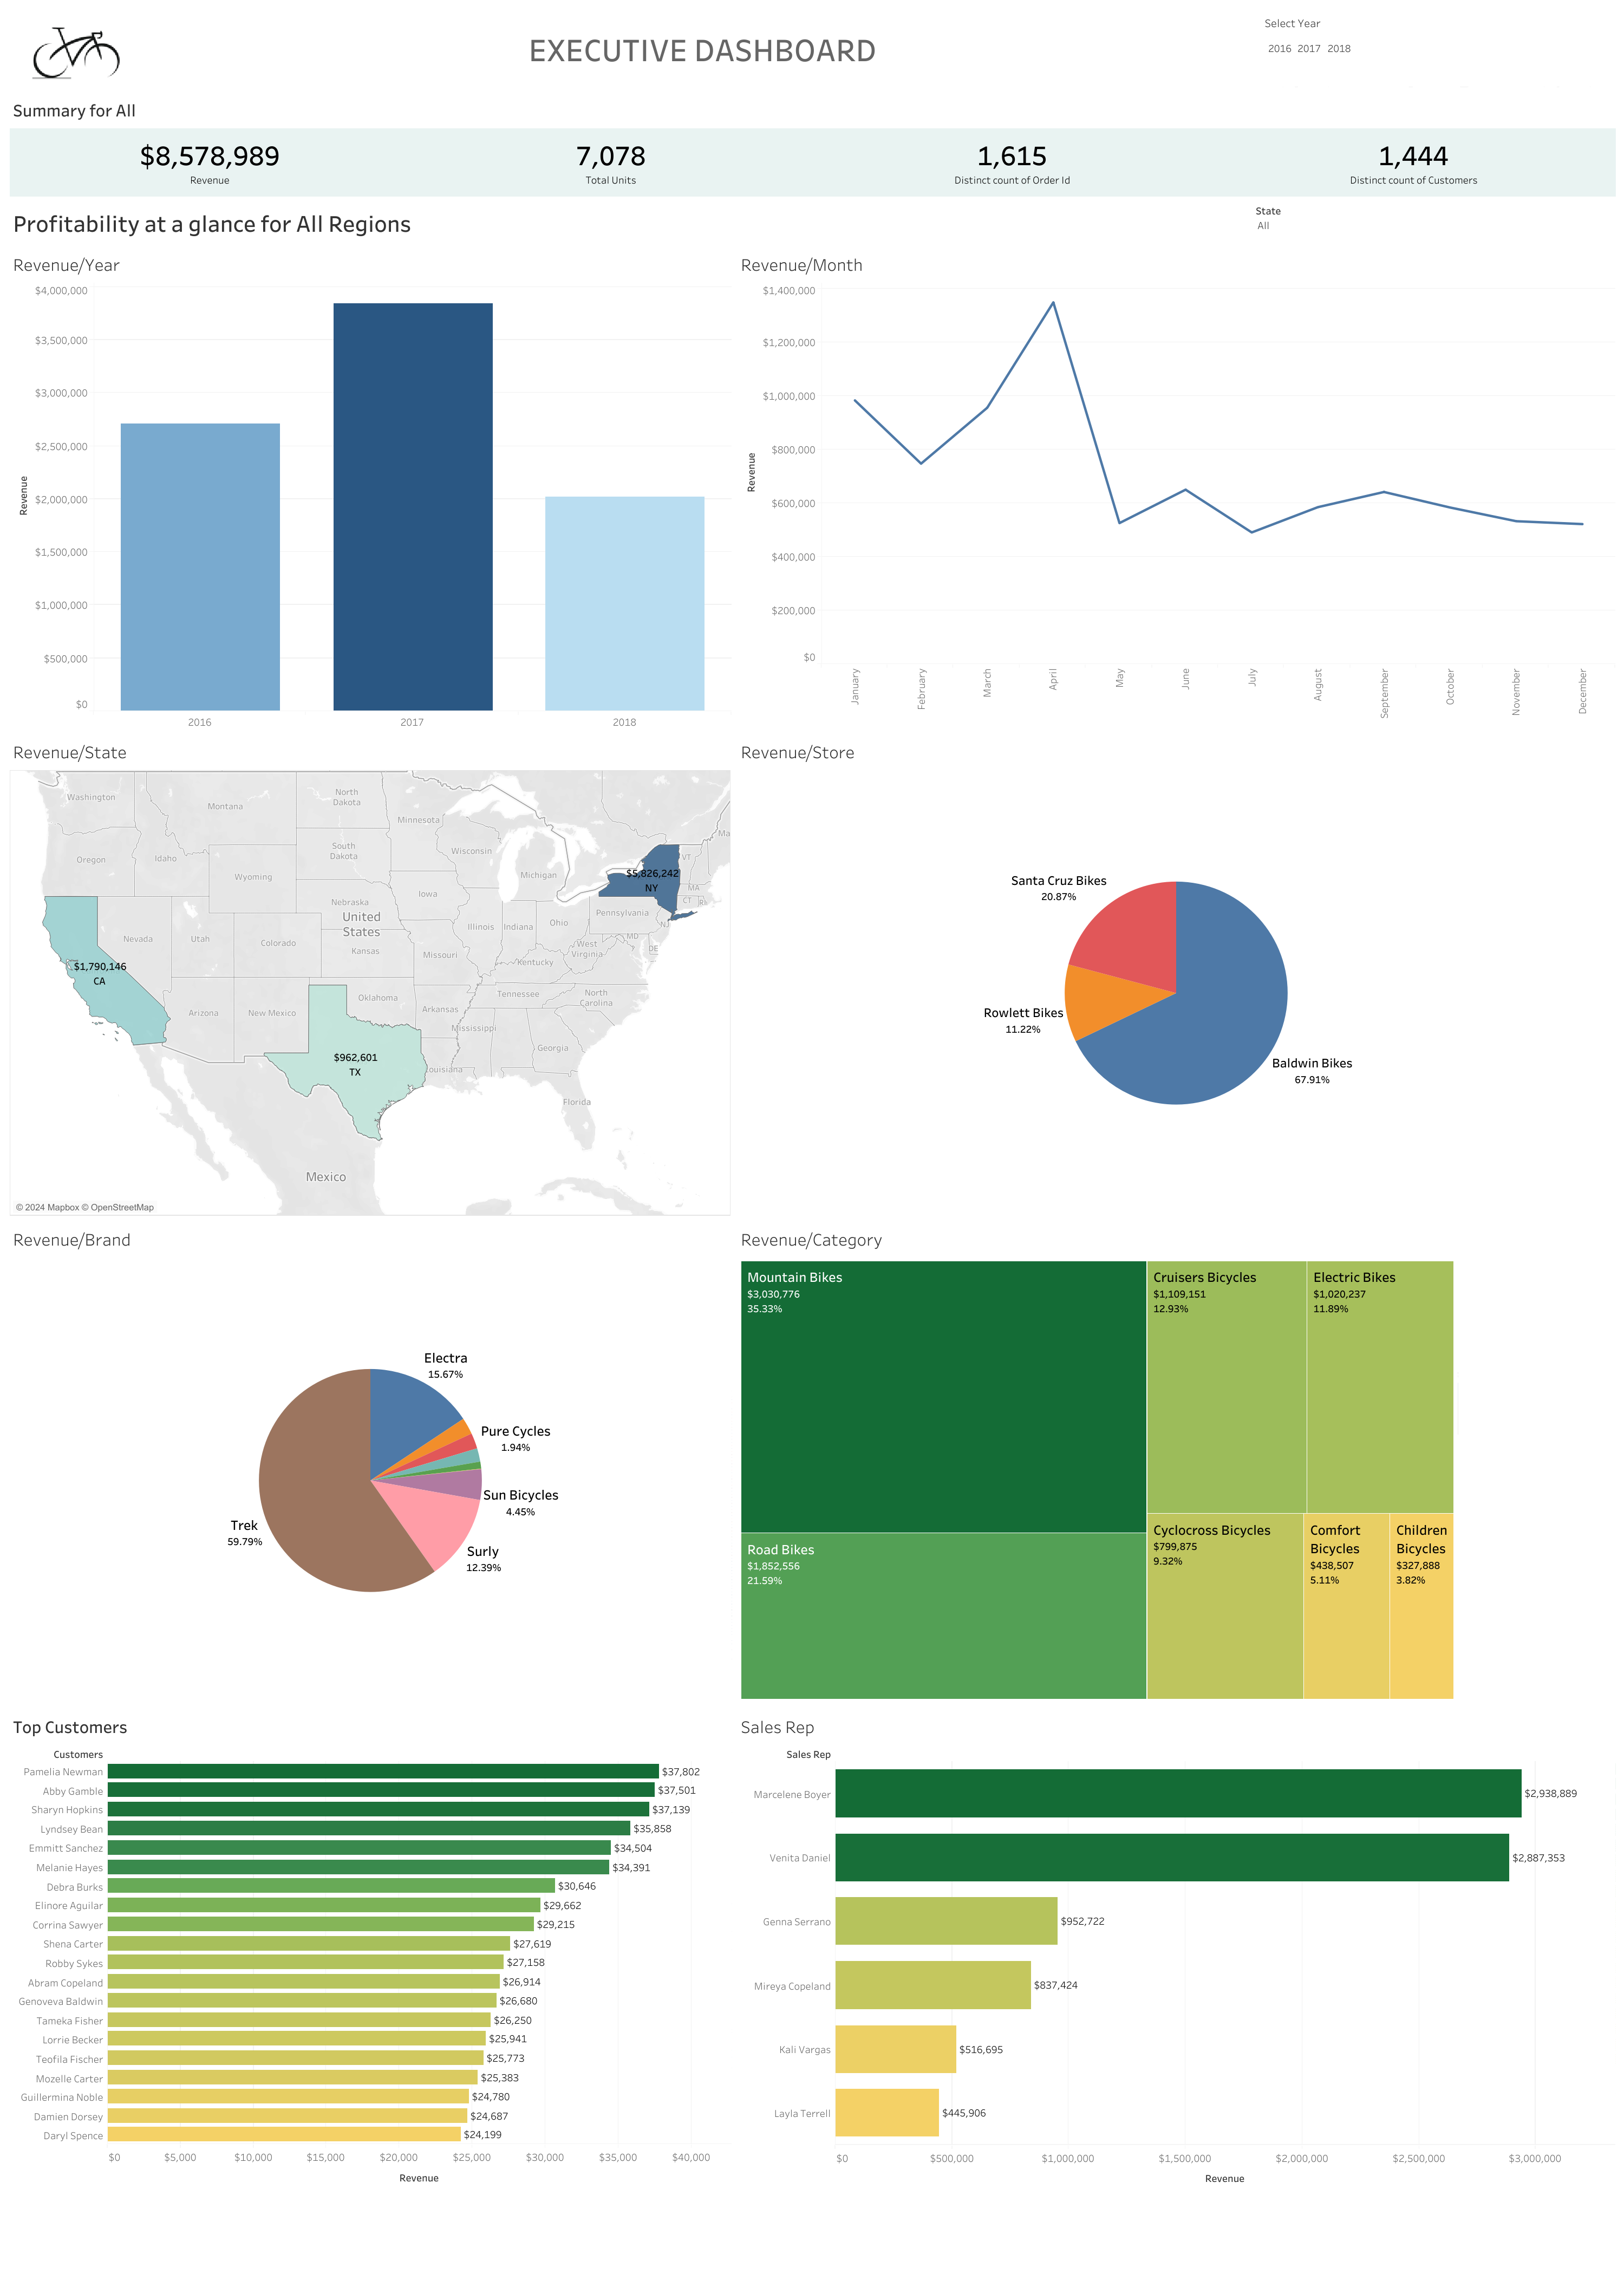 EXECUTIVE DASHBOARD
Select Year
2016 2017 2018
Summary for All
$8,578,989
Revenue
7,078
Total Units
1,615
Distinct count of Order Id
1,444
Distinct count of Customers
Profitability at a glance for All Regions
State
All
Revenue/Year
$4,000,000
$3,500,000
$3,000,000
$2,500,000
$2,000,000
$1,500,000
$1,000,000
$500,000
$0
Revenue
2016
2017
2018
Revenue/Month
$1,400,000
$1,200,000
$1,000,000
$800,000
$600,000
$400,000
$200,000
$0
Revenue
January
February
March
April
May
June
July
August
September
October
November
December
Revenue/State
Washington
Montana
North
Dakota
Minnesota
Oregon
Idaho
South
Dakota
Wisconsin
Wyoming
Michigan
Iowa
Nebraska
United
States
Nevada
Utah
Colorado
Kansas
Illinois
Indiana
Ohio
Pennsylvania
Missouri
West
Virginia
Kentucky
MD
DE
NJ
VT
MA
CT
RI
Ma
$5,826,242
NY
$1,790,146
CA
Arizona
New Mexico
Oklahoma
Arkansas
Tennessee
North
Carolina
Mississippi
Georgia
$962,601
TX
Louisiana
Florida
Mexico
© 2024 Mapbox © OpenStreetMap
Revenue/Store
Santa Cruz Bikes
20.87%
Rowlett Bikes
11.22%
Baldwin Bikes
67.91%
Revenue/Brand
Electra
15.67%
Pure Cycles
1.94%
Sun Bicycles
4.45%
Surly
12.39%
Trek
59.79%
Revenue/Category
Mountain Bikes
$3,030,776
35.33%
Cruisers Bicycles
$1,109,151
12.93%
Electric Bikes
$1,020,237
11.89%
Road Bikes
$1,852,556
21.59%
Cyclocross Bicycles
$799,875
9.32%
Comfort
Bicycles
$438,507
5.11%
Children
Bicycles
$327,888
3.82%
Top Customers
Customers
Pamelia Newman $37,802
Abby Gamble $37,501
Sharyn Hopkins $37,139
Lyndsey Bean $35,858
Emmitt Sanchez $34,504
Melanie Hayes $34,391
Debra Burks $30,646
Elinore Aguilar $29,662
Corrina Sawyer $29,215
Shena Carter $27,619
Robby Sykes $27,158
Abram Copeland $26,914
Genoveva Baldwin $26,680
Tameka Fisher $26,250
Lorrie Becker $25,941
Teofila Fischer $25,773
Mozelle Carter $25,383
Guillermina Noble $24,780
Damien Dorsey $24,687
Daryl Spence $24,199
$0 $5,000 $10,000 $15,000 $20,000 $25,000 $30,000 $35,000 $40,000
Revenue
Sales Rep
Sales Rep
Marcelene Boyer $2,938,889
Venita Daniel $2,887,353
Genna Serrano $952,722
Mireya Copeland $837,424
Kali Vargas $516,695
Layla Terrell $445,906
$0 $500,000 $1,000,000 $1,500,000 $2,000,000 $2,500,000 $3,000,000
Revenue